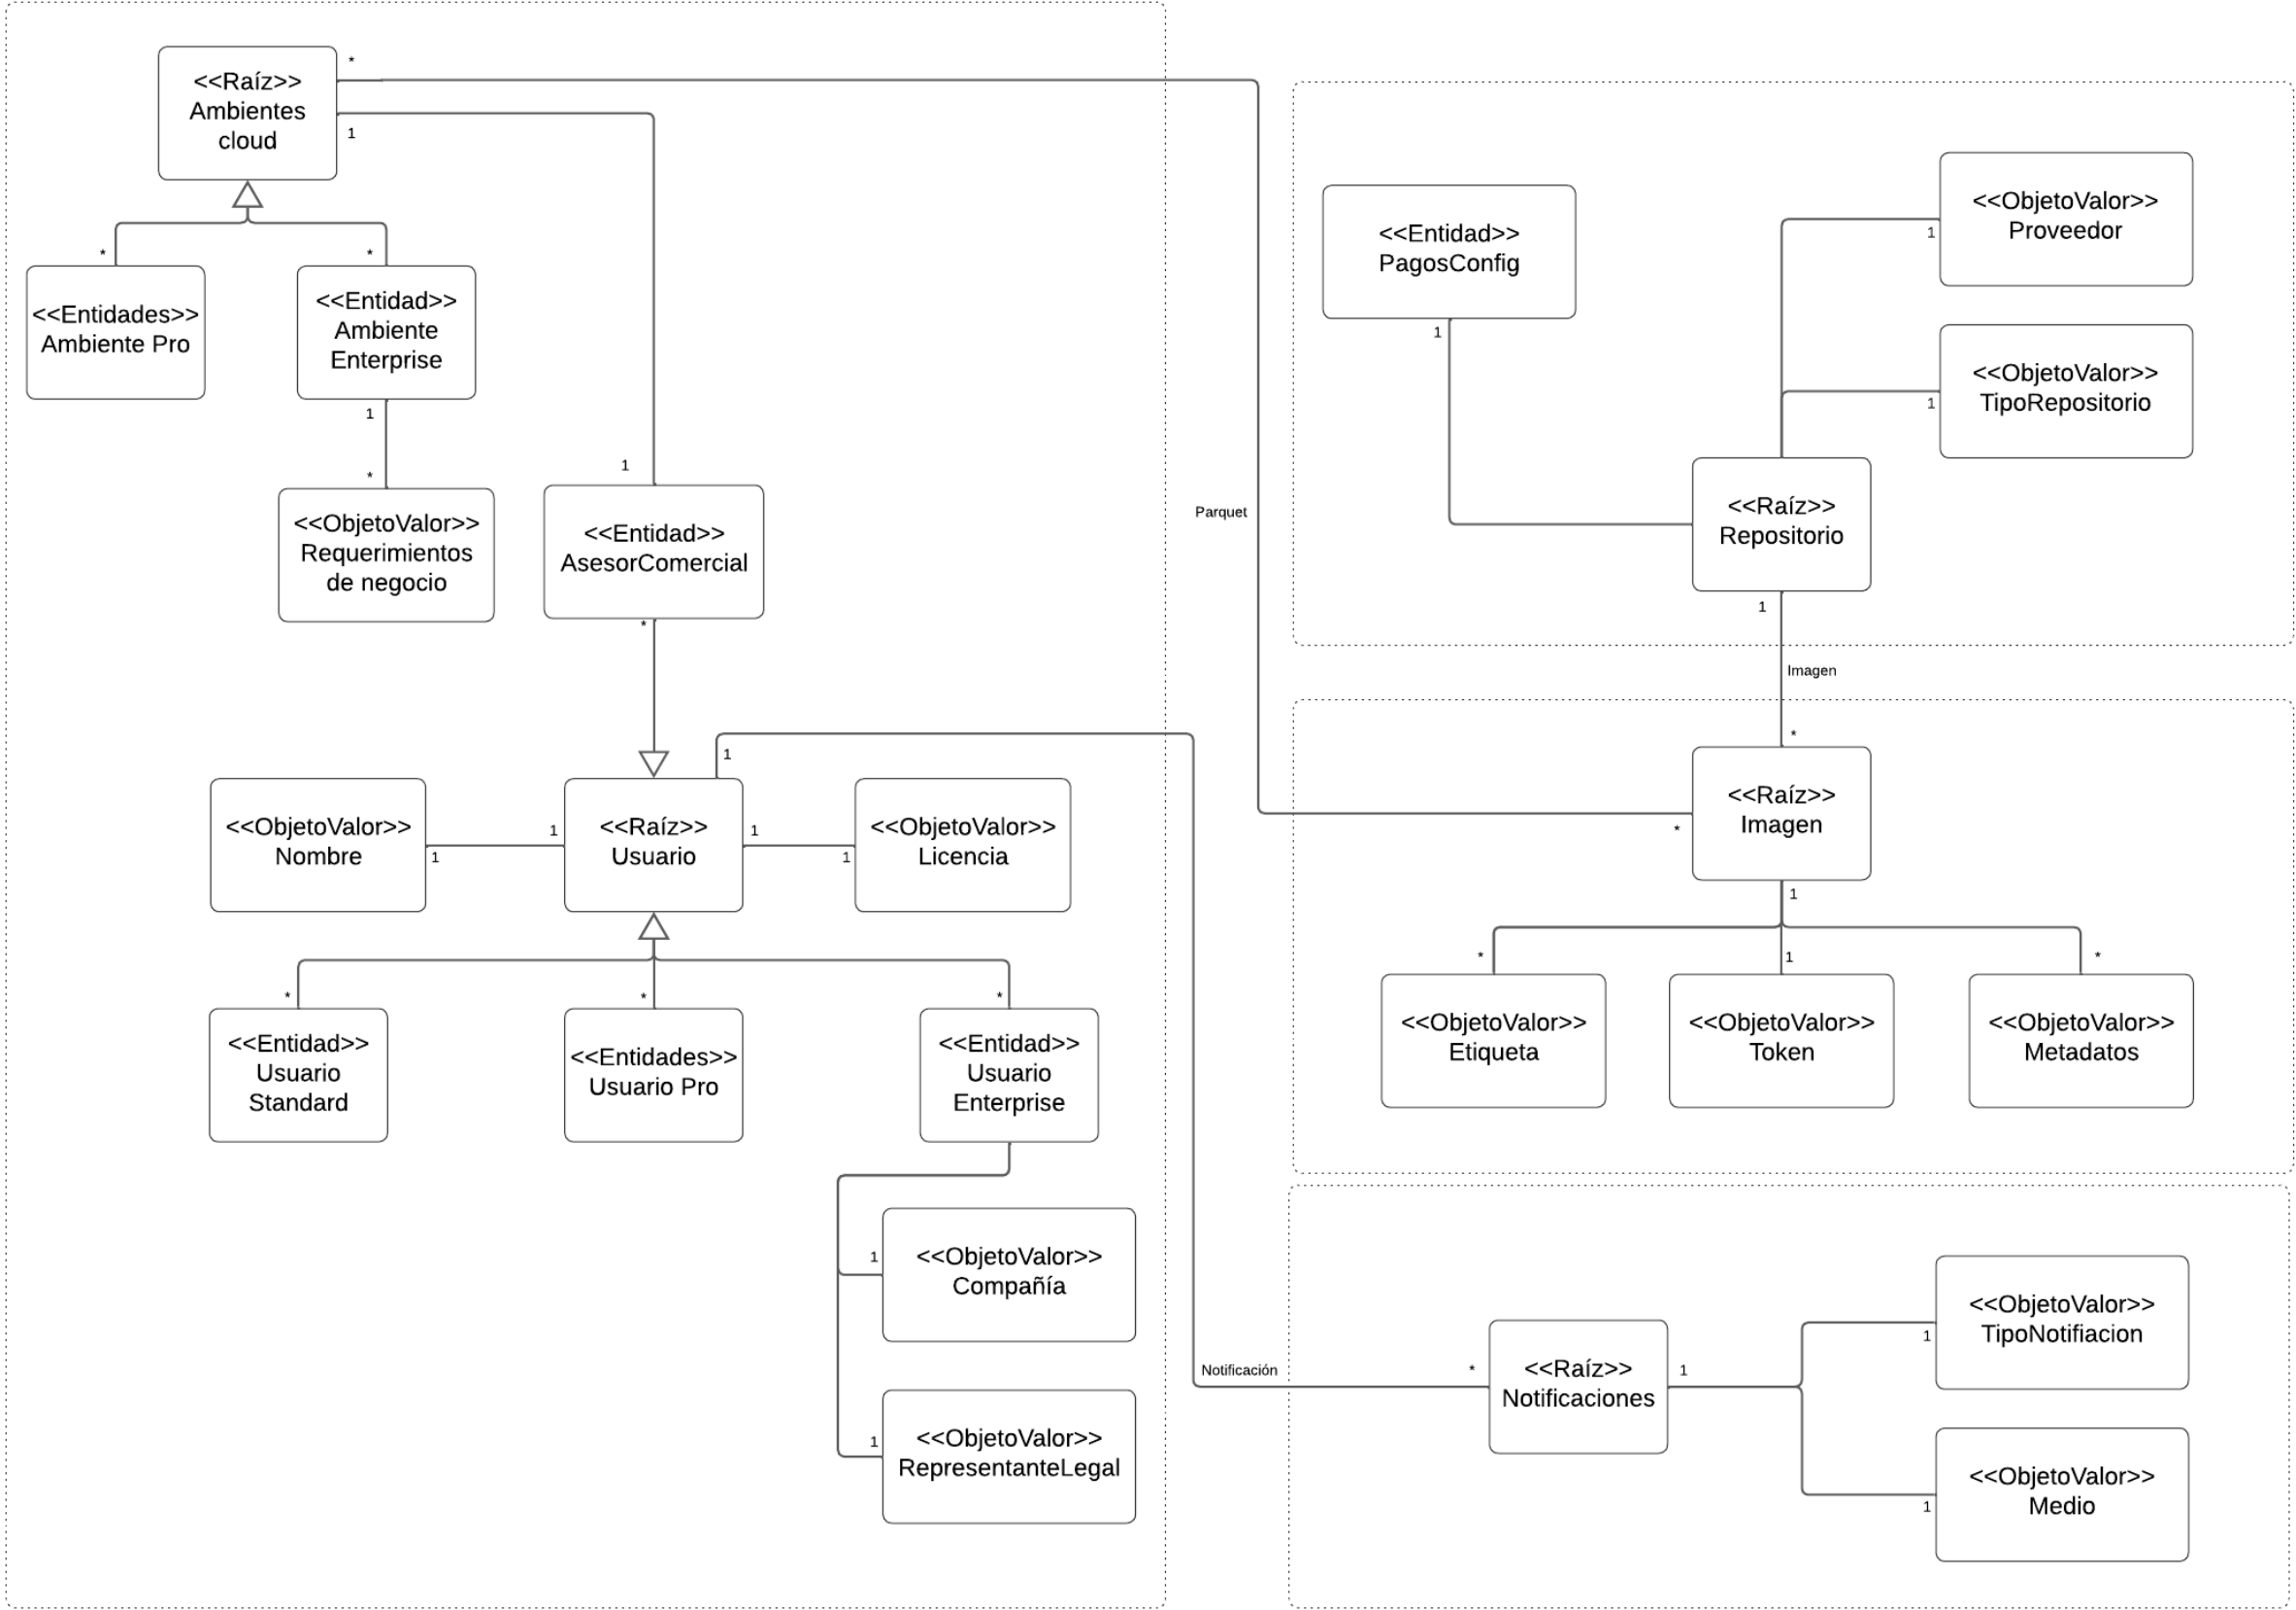 *
<<Raíz>>
Ambientes
cloud
1
*
*
<<Entidades>>
Ambiente Pro
<<Entidad>>
Ambiente
Enterprise
1
*
<<ObjetoValor>>
Requerimientos
de negocio
1
<<Entidad>>
AsesorComercial
*
1
<<ObjetoValor>>
Nombre
1
1
<<Raíz>>
Usuario
1
1
<<ObjetoValor>>
Licencia
*
*
*
<<Entidad>>
Usuario
Standard
<<Entidades>>
Usuario Pro
<<Entidad>>
Usuario
Enterprise
1
<<ObjetoValor>>
Compañía
1
<<ObjetoValor>>
RepresentanteLegal
Parquet
Notificación
<<Entidad>>
PagosConfig
1
<<ObjetoValor>>
Proveedor
1
<<ObjetoValor>>
TipoRepositorio
1
<<Raíz>>
Repositorio
1
Imagen
*
<<Raíz>>
Imagen
*
1
*
1
*
<<ObjetoValor>>
Etiqueta
<<ObjetoValor>>
Token
<<ObjetoValor>>
Metadatos
*
<<Raíz>>
Notificaciones
1
<<ObjetoValor>>
TipoNotifiacion
1
<<ObjetoValor>>
Medio
1